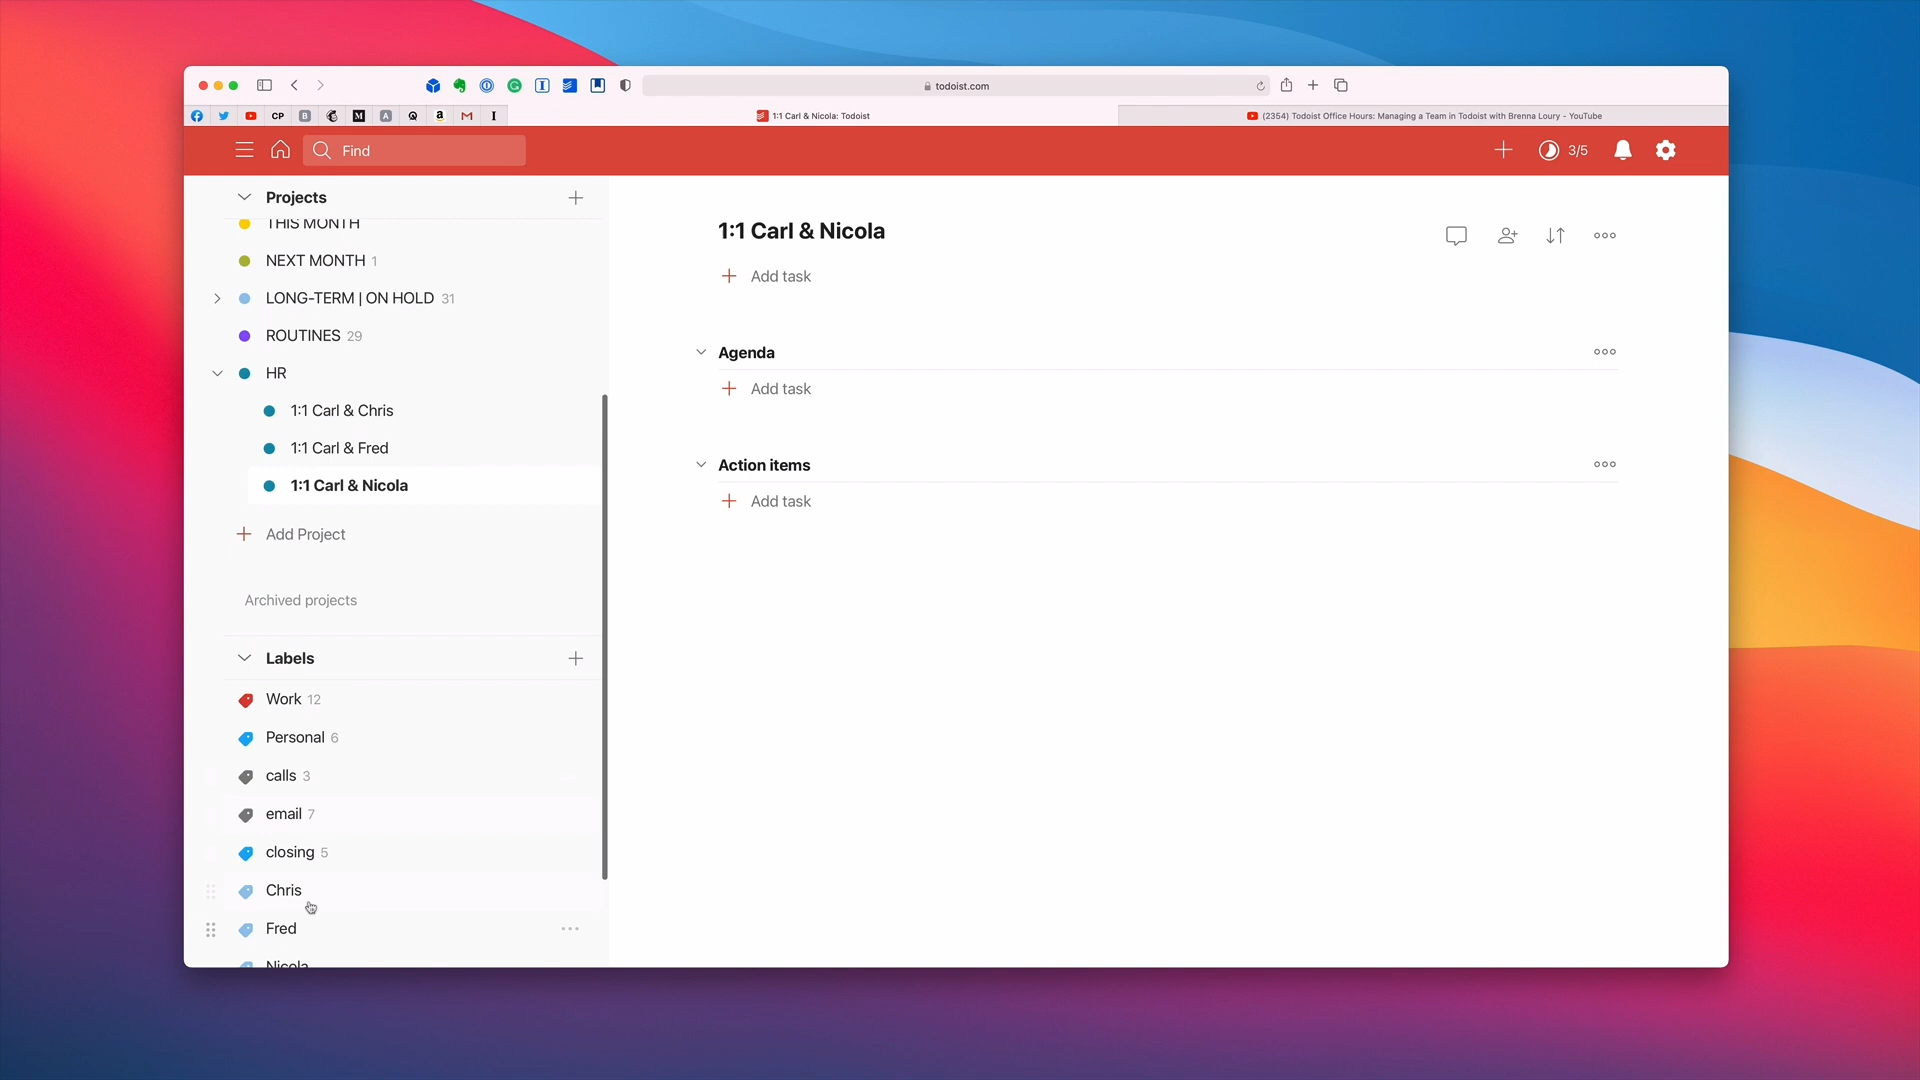 todoist.com
CP
B
M
A
a
I
1:1 Carl & Nicola: Todoist
(2354) Todoist Office Hours: Managing a Team in Todoist with Brenna Loury - YouTube
Find
3/5
Projects
THIS MONTH
NEXT MONTH 1
LONG-TERM | ON HOLD 31
ROUTINES 29
HR
1:1 Carl & Chris
1:1 Carl & Fred
1:1 Carl & Nicola
Add Project
Archived projects
Labels
Work 12
Personal 6
calls 3
email 7
closing 5
Chris
Fred
Nicola
1:1 Carl & Nicola
Add task
Agenda
Add task
Action items
Add task